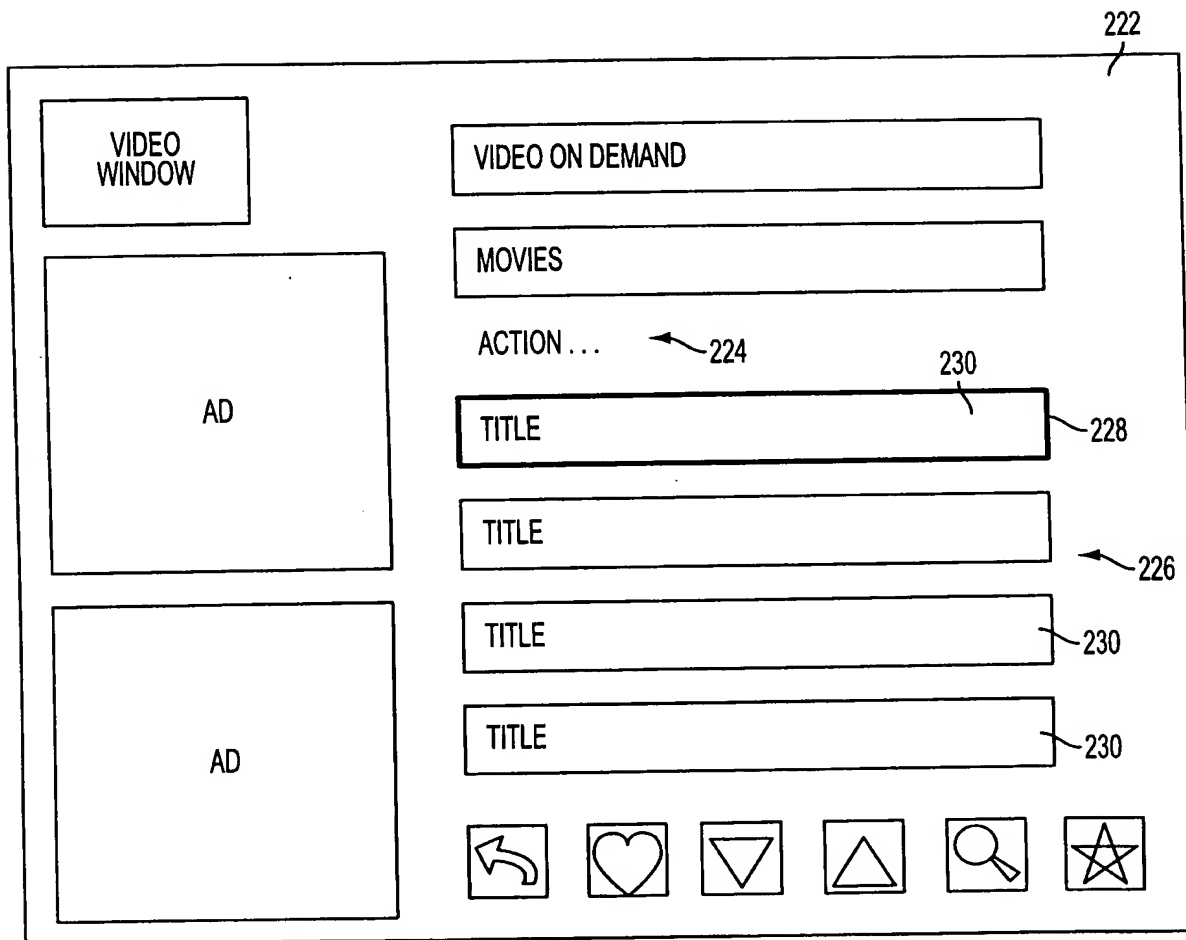 222
VIDEO
WINDOW
VIDEO ON DEMAND
MOVIES
ACTION . . .
224
230
AD
TITLE
228
TITLE
226
TITLE
230
AD
TITLE
230